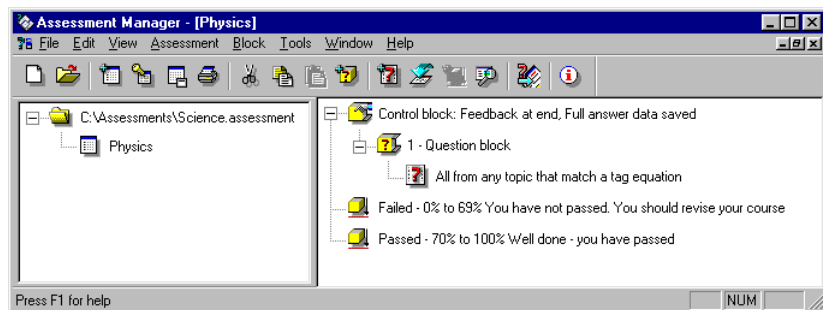 Assessment Manager - [Physics]
File Edit View Assessment Block Tools Window Help
C:\Assessments\Science.assessment
Physics
Control block: Feedback at end, Full answer data saved
1 - Question block
All from any topic that match a tag equation
Failed - 0% to 69% You have not passed. You should revise your course
Passed - 70% to 100% Well done - you have passed
Press F1 for help
NUM